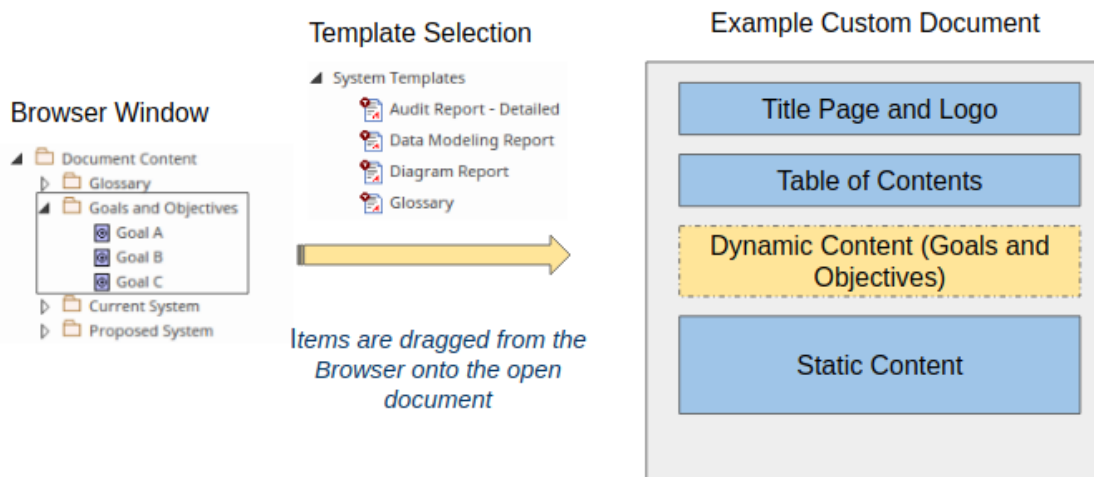 Browser Window
Document Content
Glossary
Goals and Objectives
Goal A
Goal B
Goal C
Current System
Proposed System
Template Selection
System Templates
Audit Report - Detailed
Data Modeling Report
Diagram Report
Glossary
Items are dragged from the
Browser onto the open
document
Example Custom Document
Title Page and Logo
Table of Contents
Dynamic Content (Goals and
Objectives)
Static Content